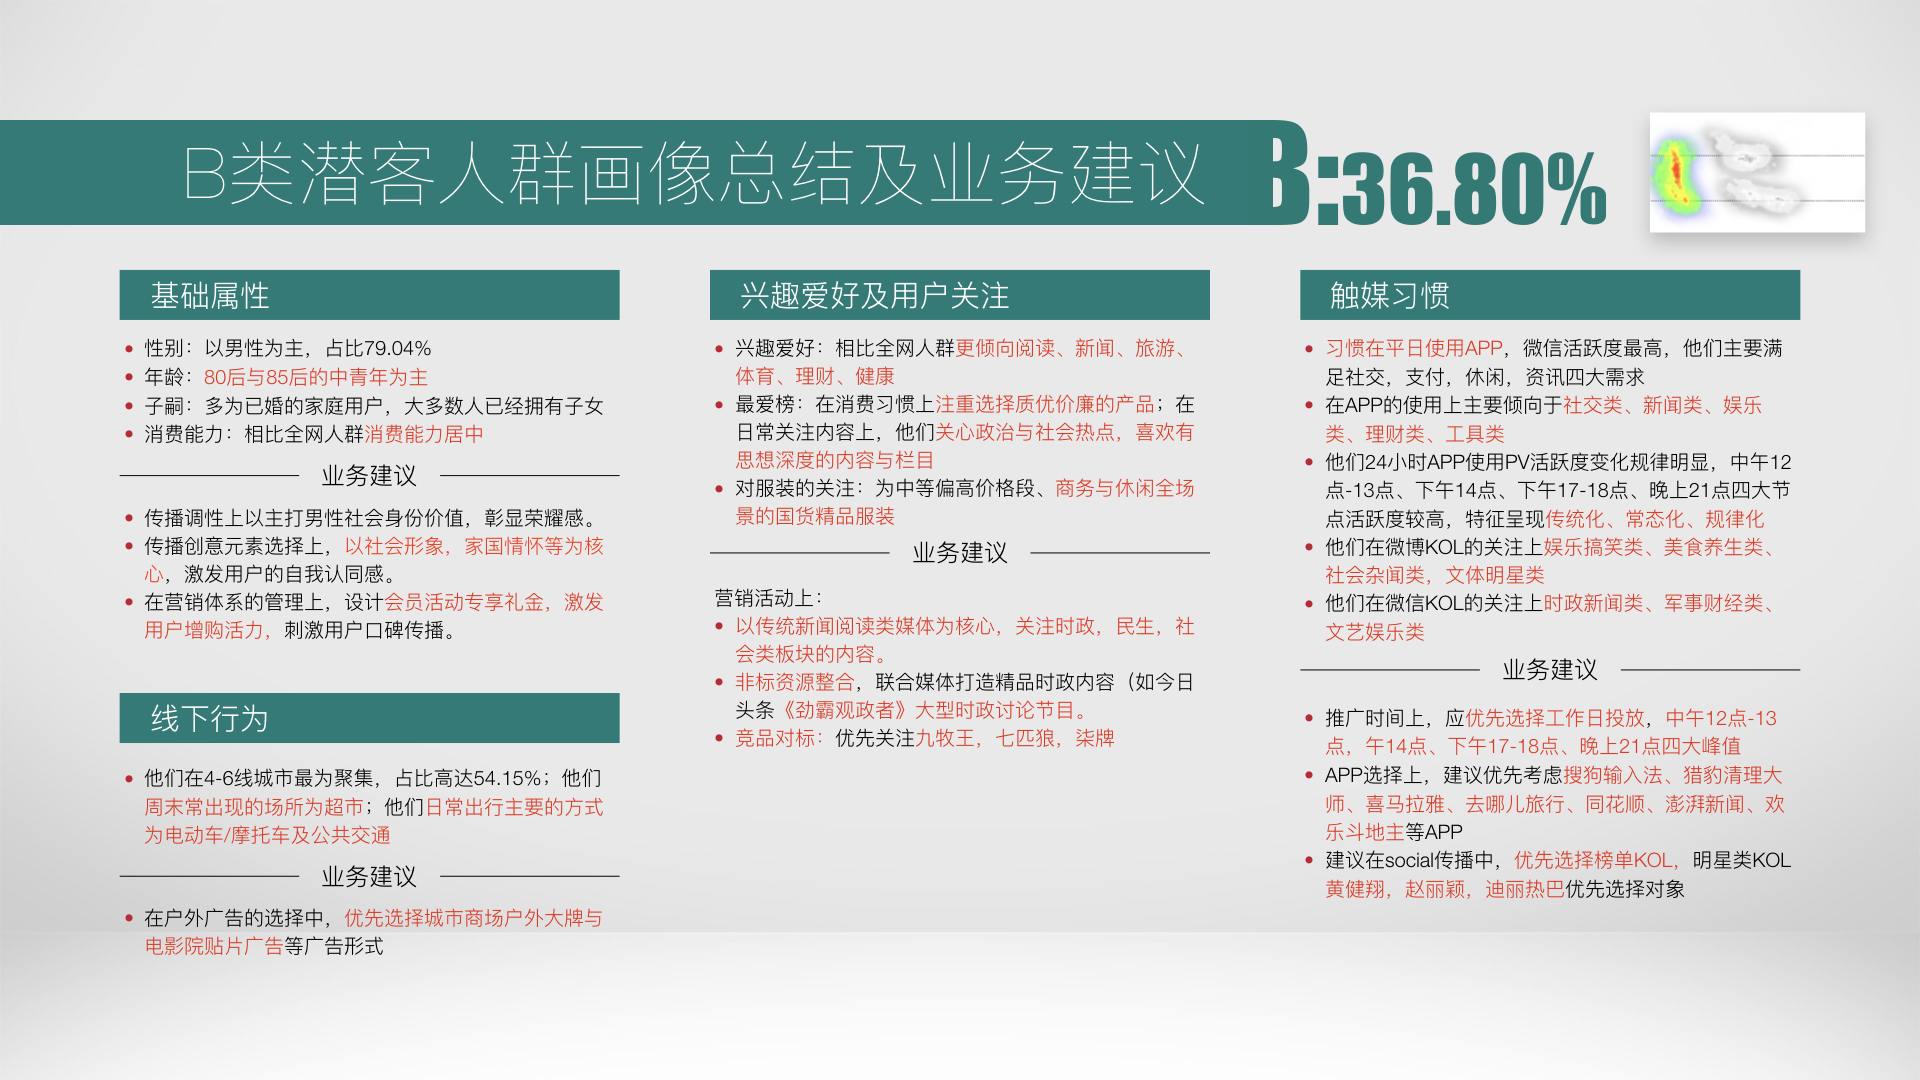 B类潜客人群画像总结及业务建议
B:36.80%
基础属性
性别：以男性为主，占比79.04%
年龄：80后与85后的中青年为主
子嗣：多为已婚的家庭用户，大多数人已经拥有子女
消费能力：相比全网人群消费能力居中
业务建议
传播调性上以主打男性社会身份价值，彰显荣耀感。
传播创意元素选择上，以社会形象，家国情怀等为核
心，激发用户的自我认同感。
在营销体系的管理上，设计会员活动专享礼金，激发
用户增购活力，刺激用户口碑传播。
线下行为
他们在4-6线城市最为聚集，占比高达54.15%；他们
周末常出现的场所为超市；他们日常出行主要的方式
为电动车/摩托车及公共交通
业务建议
在户外广告的选择中，优先选择城市商场户外大牌与
电影院贴片广告等广告形式
兴趣爱好及用户关注
兴趣爱好：相比全网人群更倾向阅读、新闻、旅游、
体育、理财、健康
最爱榜：在消费习惯上注重选择质优价廉的产品；在
日常关注内容上，他们关心政治与社会热点，喜欢有
思想深度的内容与栏目
对服装的关注：为中等偏高价格段、商务与休闲全场
景的国货精品服装
业务建议
营销活动上：
以传统新闻阅读类媒体为核心，关注时政，民生，社
会类板块的内容。
非标资源整合，联合媒体打造精品时政内容（如今日
头条《劲霸观政者》大型时政讨论节目。
竞品对标：优先关注九牧王，七匹狼，柒牌
触媒习惯
习惯在平日使用APP，微信活跃度最高，他们主要满
足社交，支付，休闲，资讯四大需求
在APP的使用上主要倾向于社交类、新闻类、娱乐
类、理财类、工具类
他们24小时APP使用PV活跃度变化规律明显，中午12
点-13点、下午14点、下午17-18点、晚上21点四大节
点活跃度较高，特征呈现传统化、常态化、规律化
他们在微博KOL的关注上娱乐搞笑类、美食养生类、
社会杂闻类，文体明星类
他们在微信KOL的关注上时政新闻类、军事财经类、
文艺娱乐类
业务建议
推广时间上，应优先选择工作日投放，中午12点-13
点，午14点、下午17-18点、晚上21点四大峰值
APP选择上，建议优先考虑搜狗输入法、猎豹清理大
师、喜马拉雅、去哪儿旅行、同花顺、澎湃新闻、欢
乐斗地主等APP
建议在social传播中，优先选择榜单KOL，明星类KOL
黄健翔，赵丽颖，迪丽热巴优先选择对象